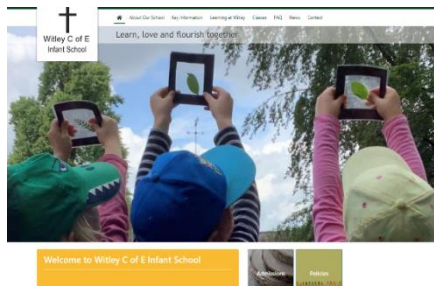 Witley C of E
Infant School
About Our School Key Information Learning at Witley Classes FAQ News Contact
Learn, love and flourish together
Welcome to Witley C of E Infant School
Admissions Policies